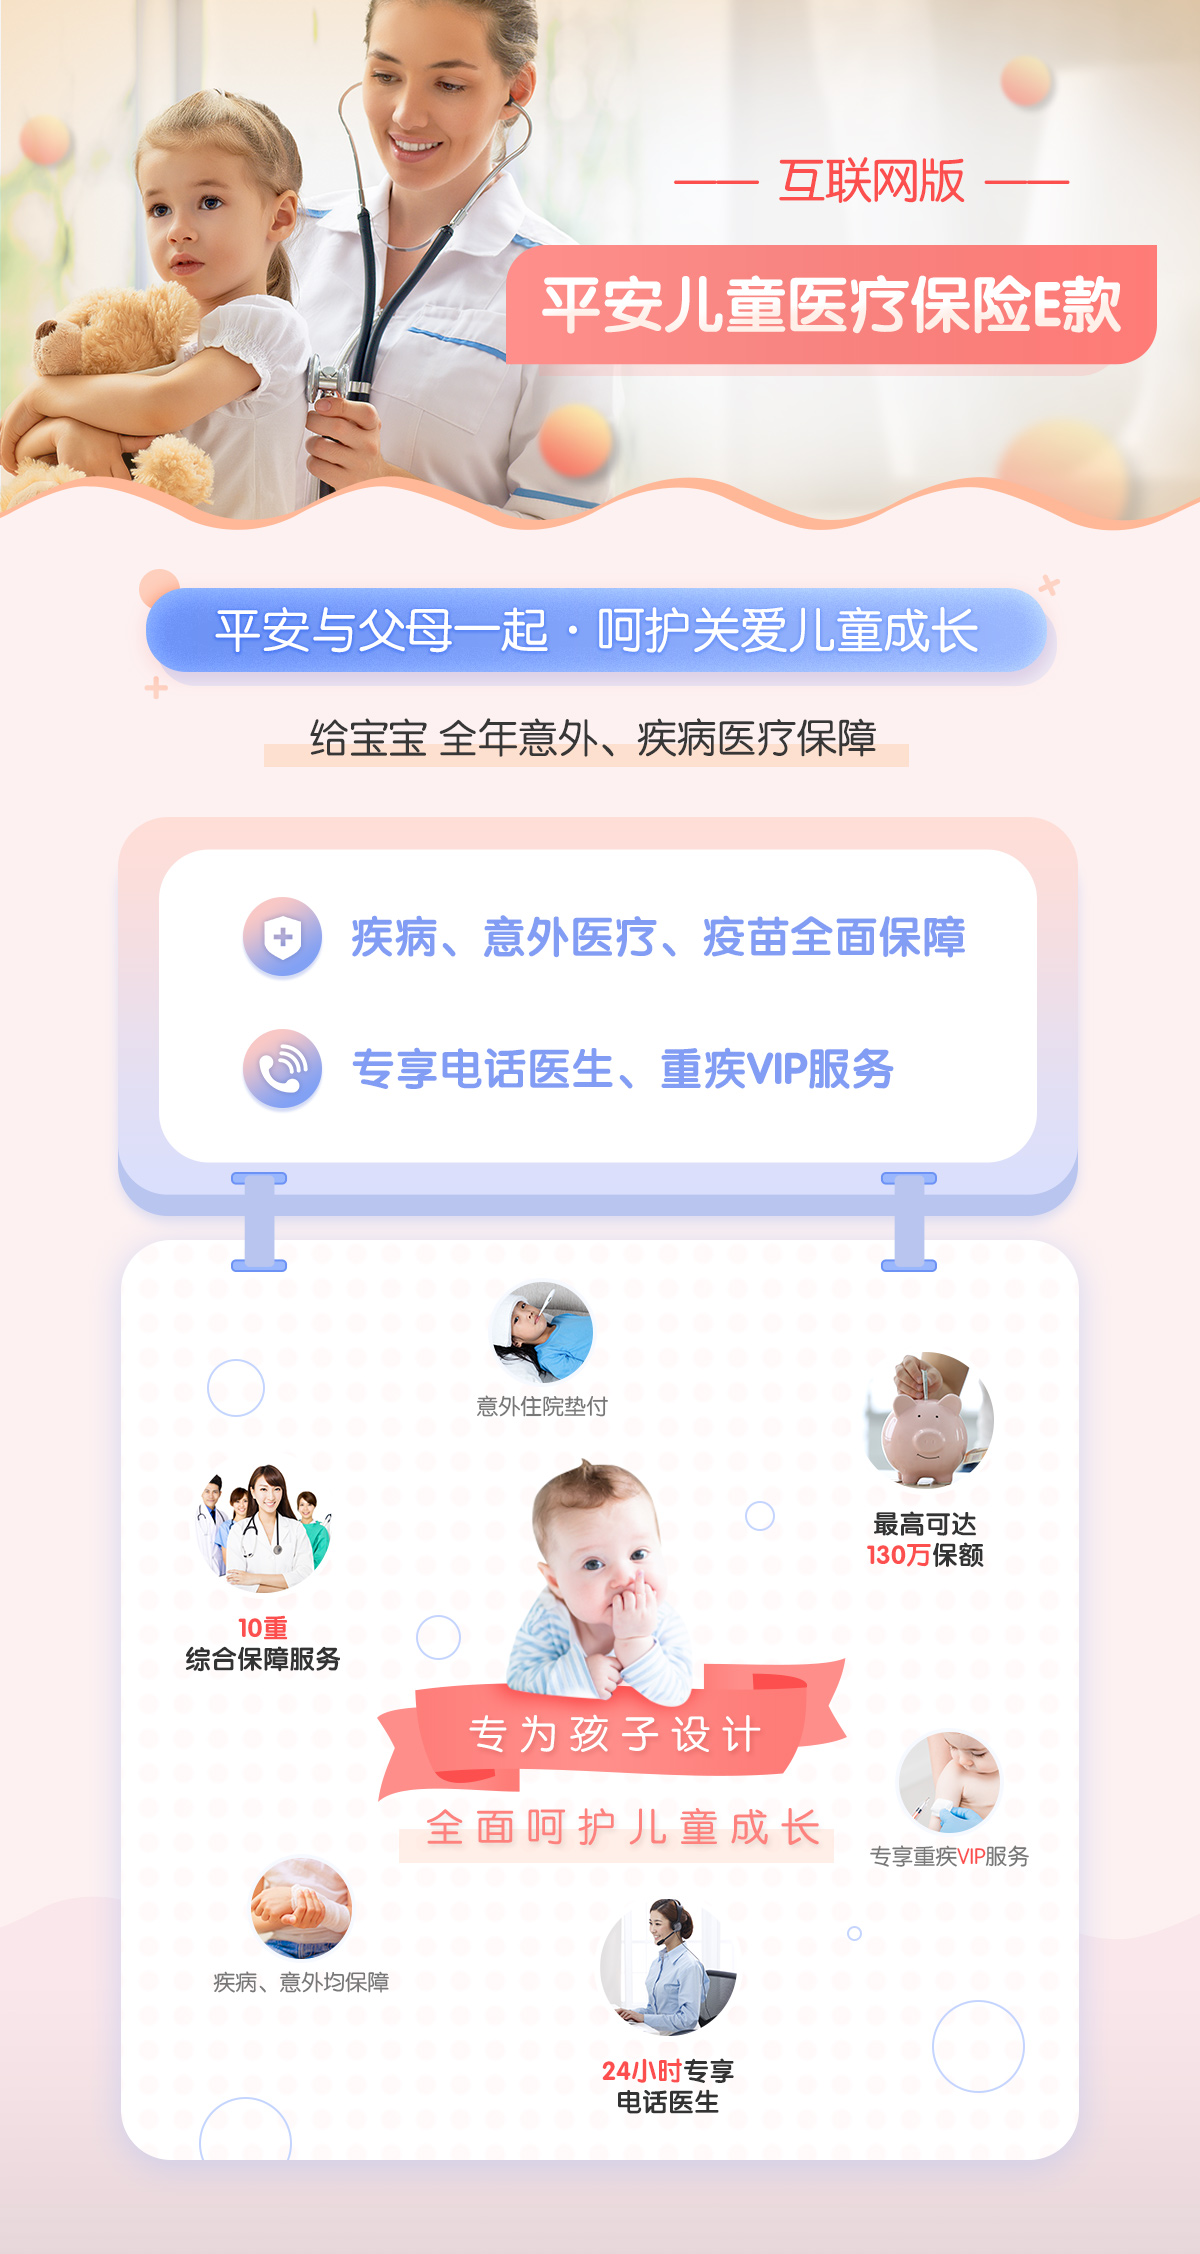 互联网版
平安儿童医疗保险E款
平安与父母一起·呵护关爱儿童成长
给宝宝 全年意外、疾病医疗保障
疾病、意外医疗、疫苗全面保障
专享电话医生、重疾VIP服务
意外住院垫付
最高可达
130万保额
10重
综合保障服务
专为孩子设计
全面呵护儿童成长
专享重疾VIP服务
疾病、意外均保障
24小时专享
电话医生